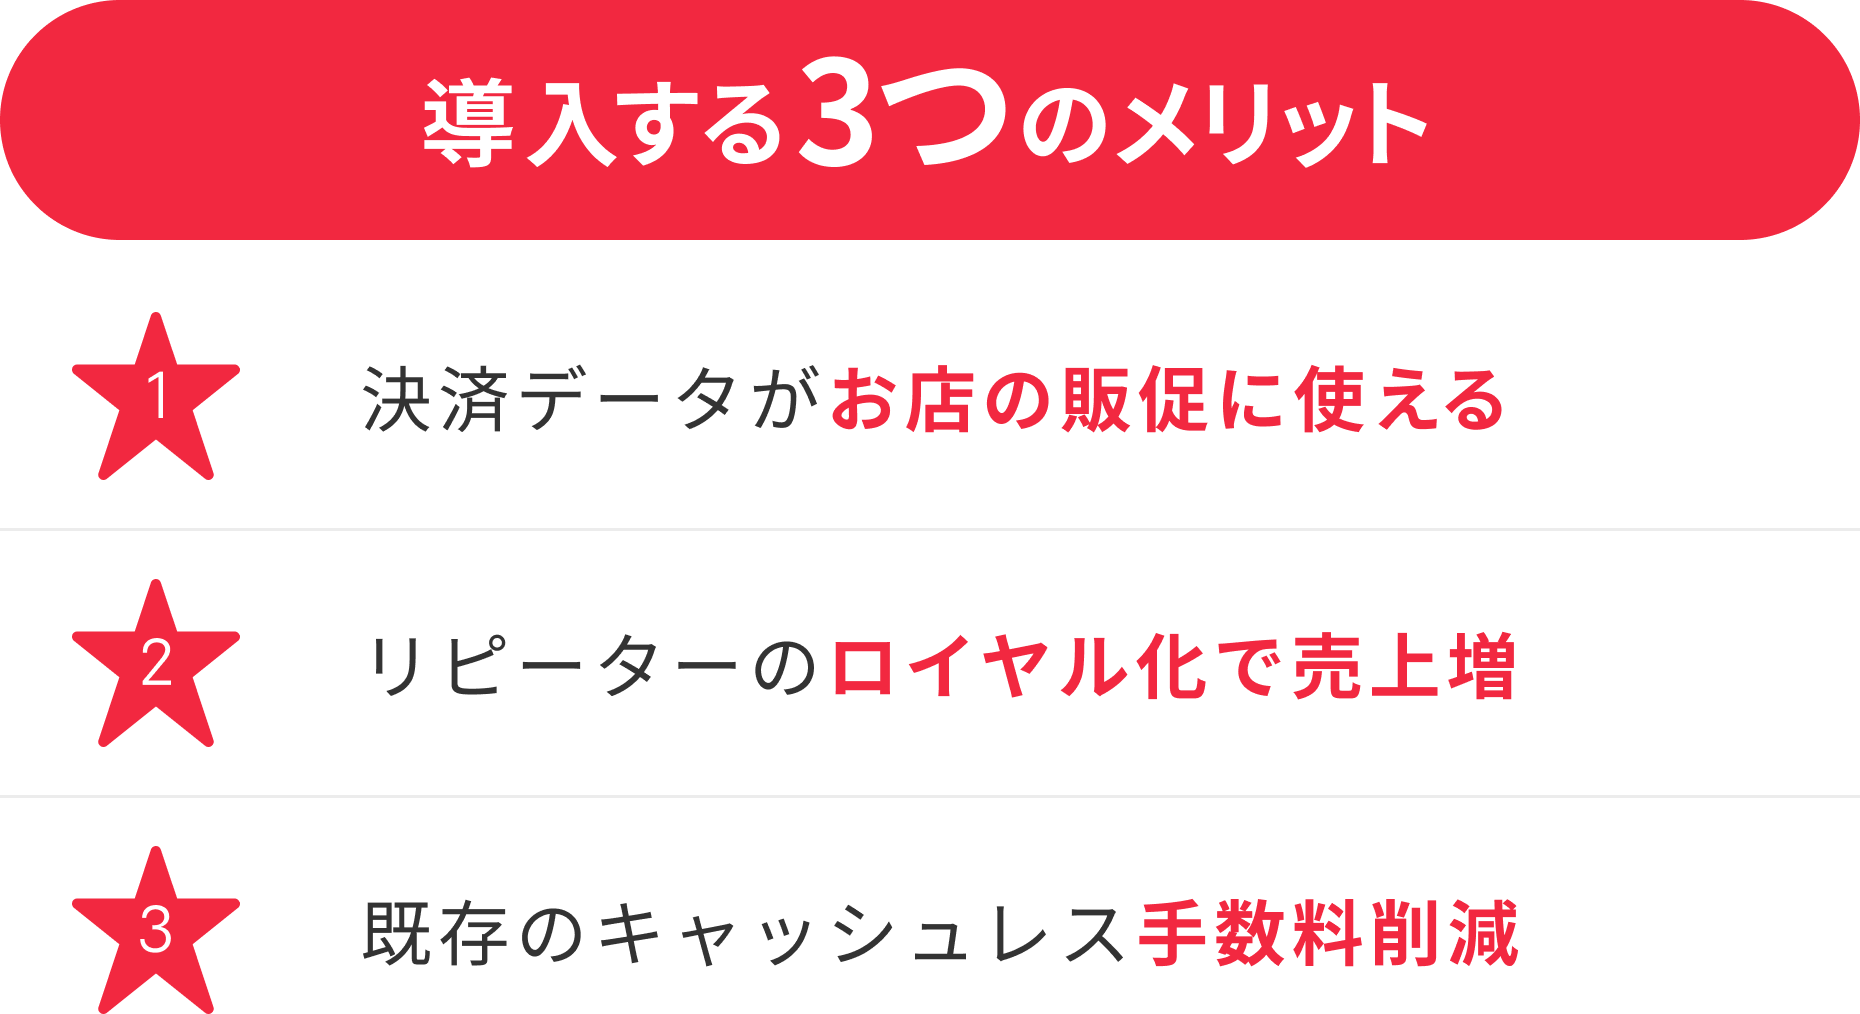 導入する3つのメリット
1
決済データがお店の販促に使える
2
リピーターのロイヤル化で売上増
3
既存のキャッシュレス手数料削減